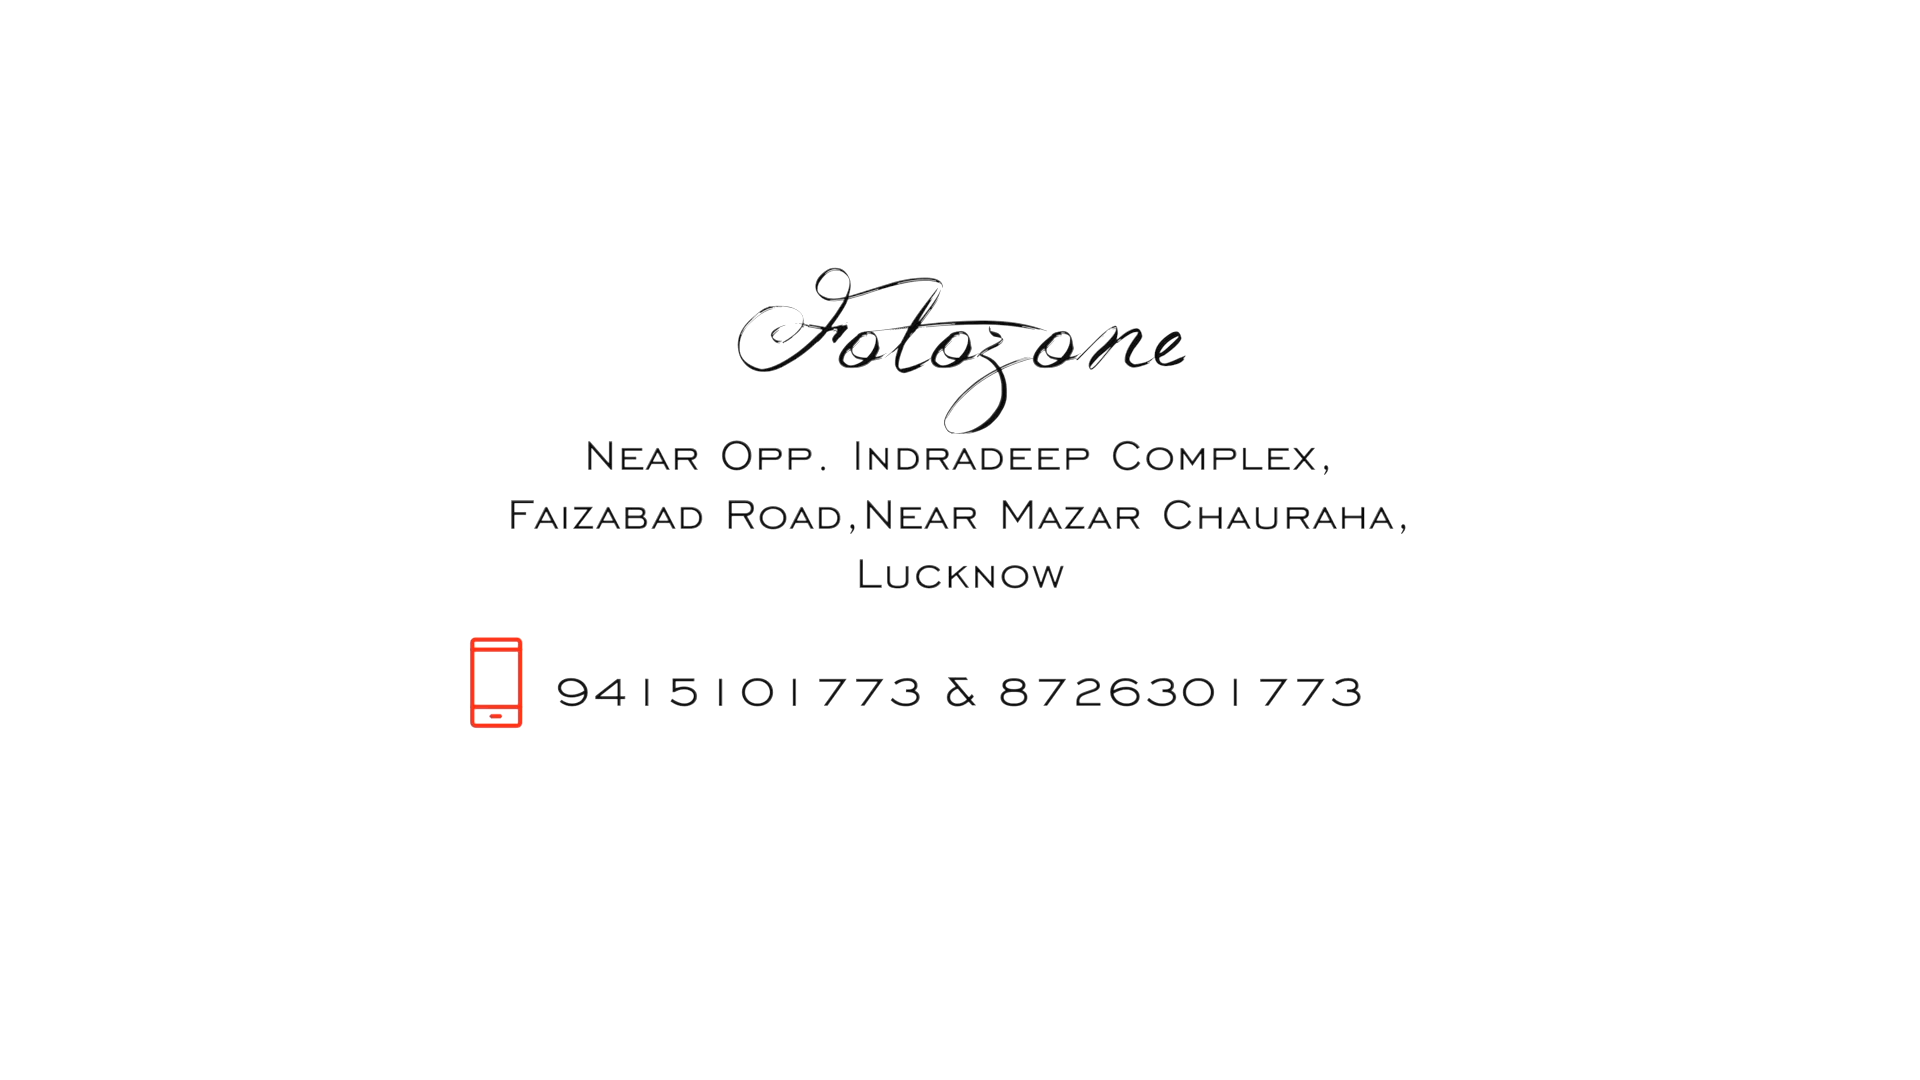 Fotozone
Near Opp. Indradeep Complex,
Faizabad Road,Near Mazar Chauraha,
Lucknow
9415101773 & 8726301773